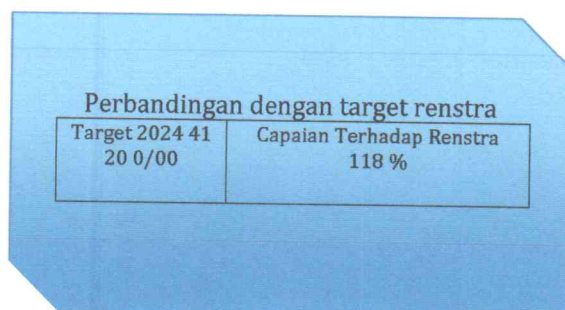 Perbandingan dengan target renstra
Target 2024 41
20 0/00
Capaian Terhadap Renstra
118 %